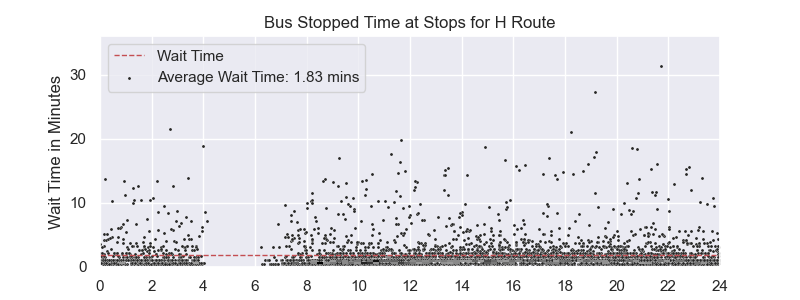 Bus Stopped Time at Stops for H Route
Wait Time
Average Wait Time: 1.83 mins
Wait Time in Minutes
30
20
10
0
0 2 4 6 8 10 12 14 16 18 20 22 24